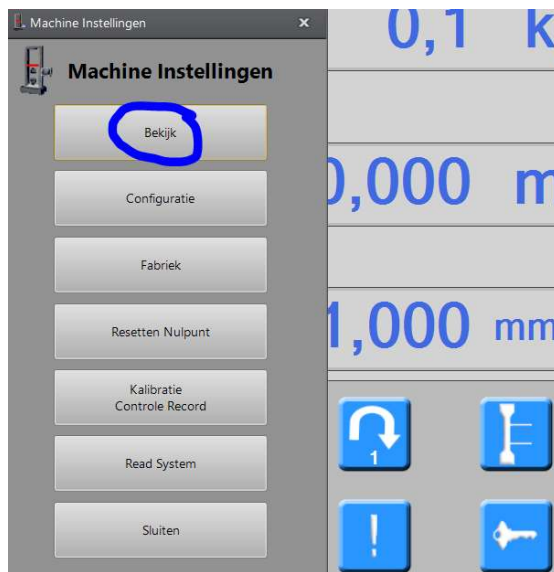 Machine Instellingen
Machine Instellingen
Bekijk
Configuratie
Fabriek
Resetten Nulpunt
Kalibratie
Controle Record
Read System
Sluiten
0,1 k
0,000 m
1,000 mm
1
!